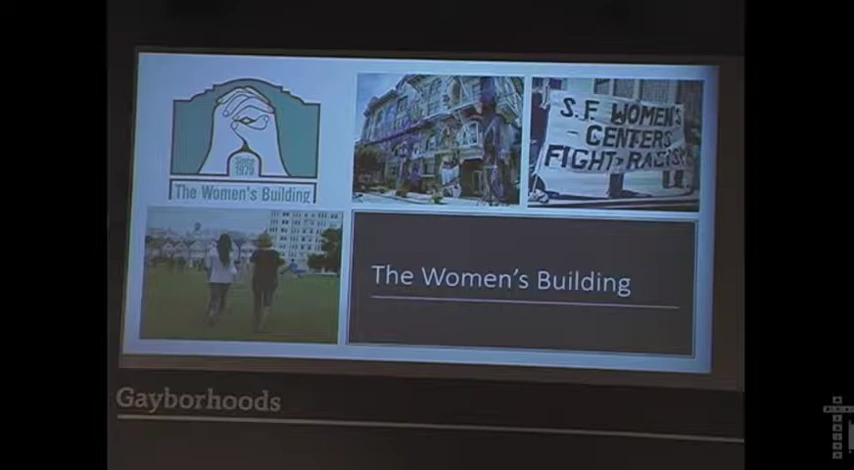 Since
1979
The Women's Building
S.F. WOMEN'S
CENTERS
FIGHT RACISM
The Women's Building
Gayborhoods